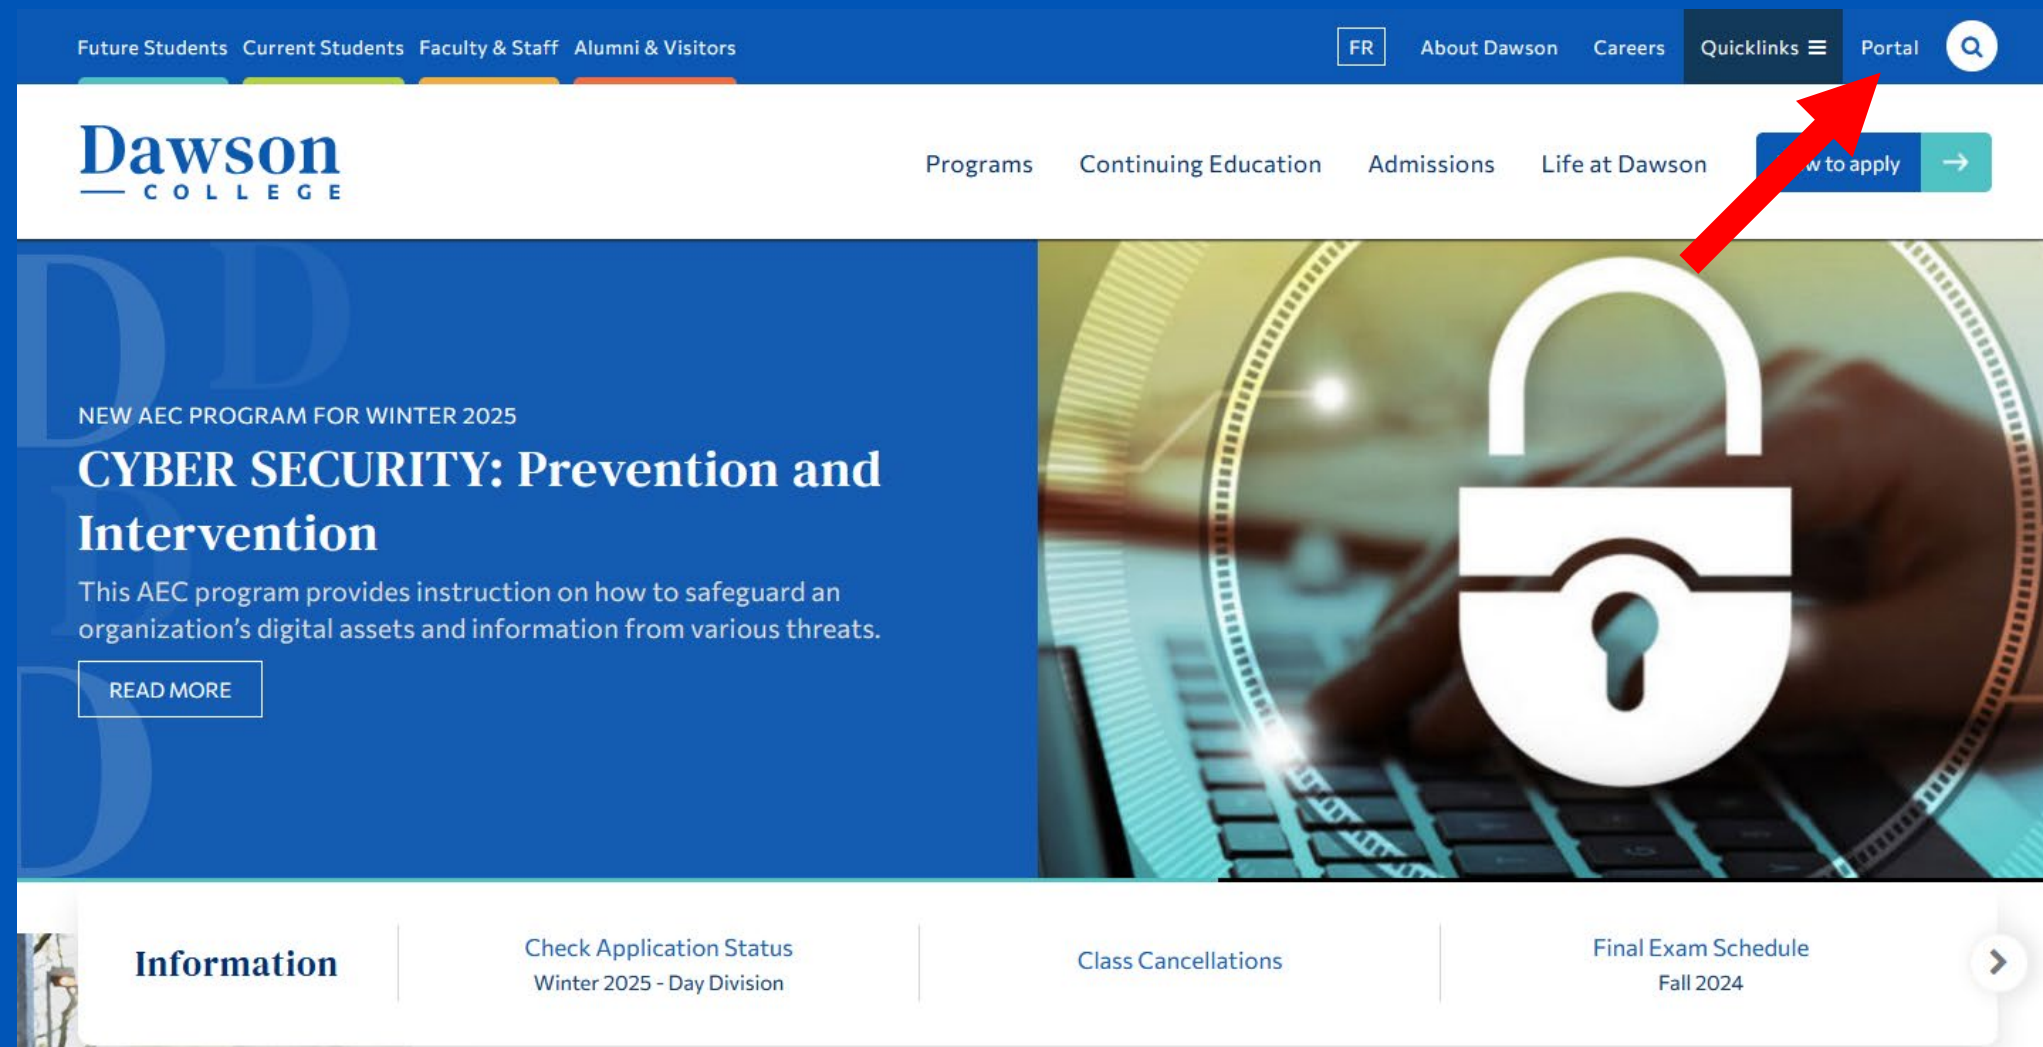 Future Students Current Students Faculty & Staff Alumni & Visitors
FR About Dawson Careers Quicklinks Portal
Dawson
COLLEGE
Programs Continuing Education Admissions Life at Dawson to apply
NEW AEC PROGRAM FOR WINTER 2025
CYBER SECURITY: Prevention and
Intervention
This AEC program provides instruction on how to safeguard an
organization's digital assets and information from various threats.
READ MORE
Information
Check Application Status
Winter 2025 - Day Division
Class Cancellations
Final Exam Schedule
Fall 2024